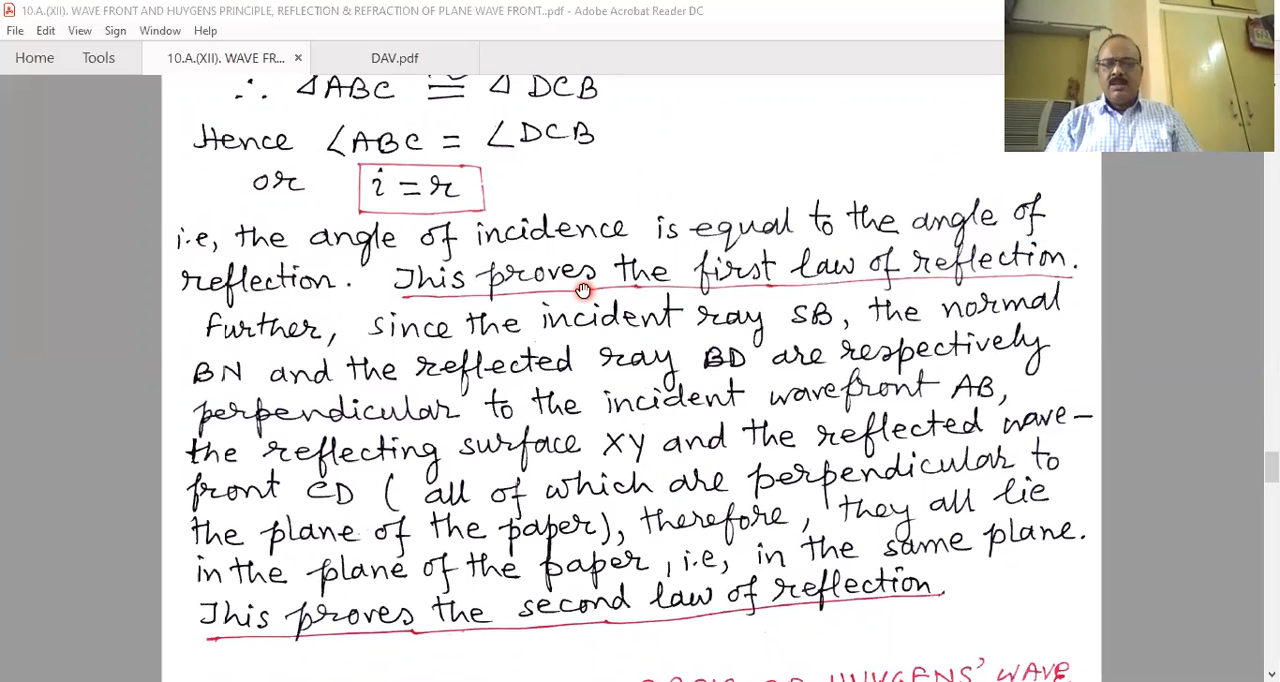 10.A.(XII). WAVE FRONT AND HUYGENS PRINCIPLE, REFLECTION & REFRACTION OF PLANE WAVE FRONT..pdf - Adobe Acrobat Reader DC
File Edit View Sign Window Help
Home Tools 10.A.(XII). WAVE FR... × DAV.pdf
∴ △ABC ≅ △DCB
Hence ∠ABC = ∠DCB
or i = r
i.e, the angle of incidence is equal to the angle of
reflection. This proves the first law of reflection.
Further, since the incident ray SB, the normal
BN and the reflected ray BD are respectively
perpendicular to the incident wavefront AB,
the reflecting surface XY and the reflected wave-
front CD ( all of which are perpendicular to
the plane of the paper), therefore, they all lie
in the plane of the paper, i.e, in the same plane.
This proves the second law of reflection.
HUYGENS' WAVE